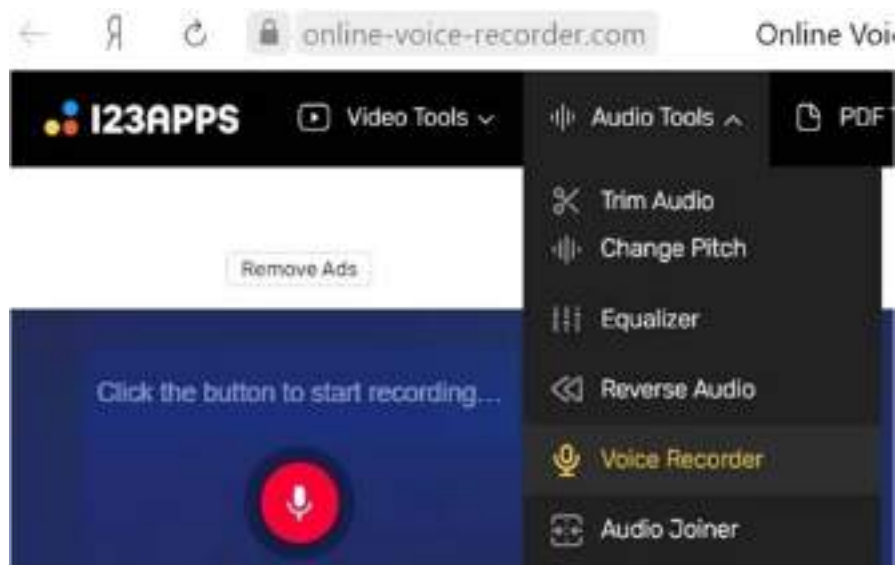 Я online-voice-recorder.com Online Voi
123APPS Video Tools Audio Tools PDF
Trim Audio
Change Pitch
Remove Ads
Equalizer
Click the button to start recording...
Reverse Audio
Voice Recorder
Audio Joiner